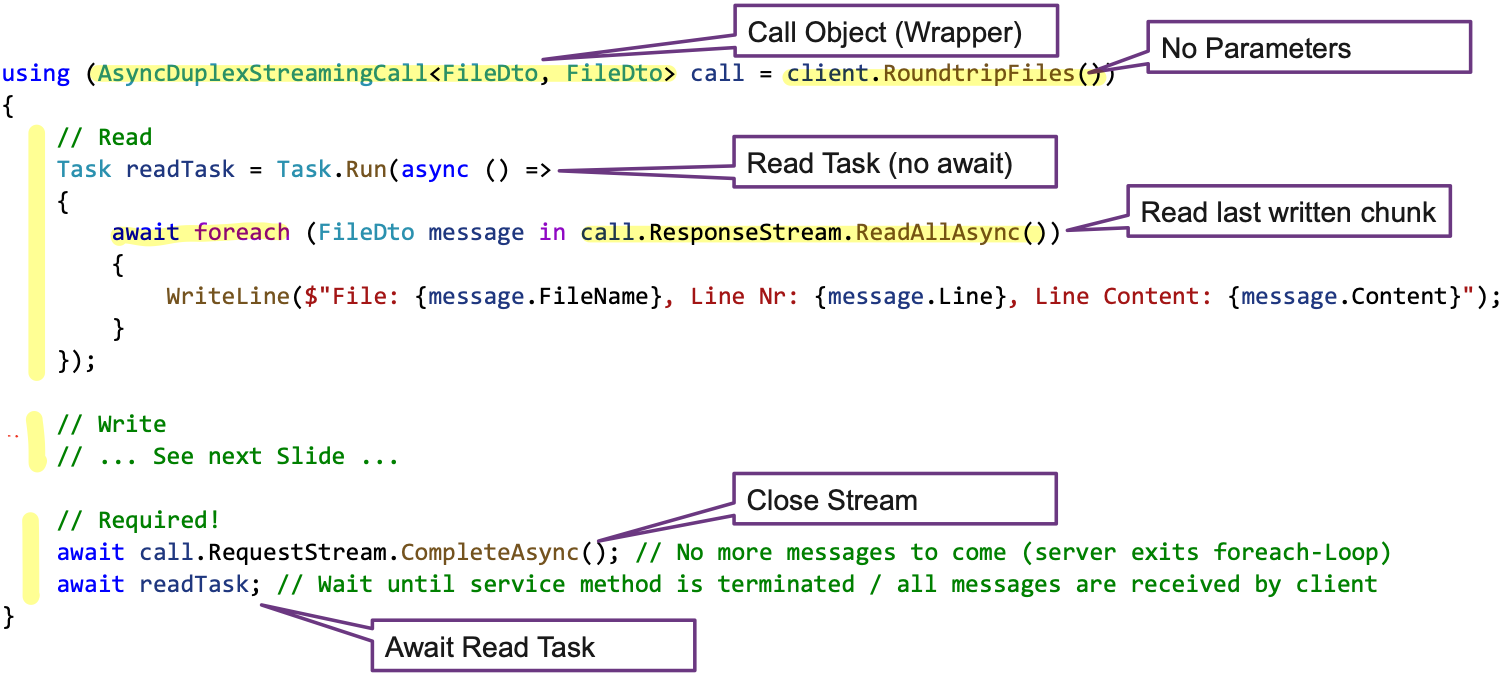 Call Object (Wrapper)
No Parameters
using (AsyncDuplexStreamingCall<FileDto, FileDto> call = client.RoundtripFiles())
{
// Read
Task readTask = Task.Run(async () =>
Read Task (no await)
{
Read last written chunk
await foreach (FileDto message in call.ResponseStream.ReadAllAsync())
{
WriteLine($"File: {message.FileName}, Line Nr: {message.Line}, Line Content: {message.Content}");
}
});
// Write
// ... See next Slide ...
Close Stream
// Required!
await call.RequestStream.CompleteAsync(); // No more messages to come (server exits foreach-Loop)
await readTask; // Wait until service method is terminated / all messages are received by client
}
Await Read Task